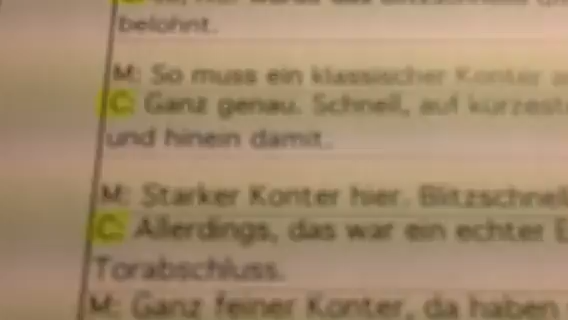 belohnt.
M: So muss ein klassischer Konter
C: Ganz genau. Schnell, auf
und hinein damit.
M: Starker Konter hier. Blitzschnell
C: Allerdings, das war ein echter
Torabschluss.
M: Ganz feiner Konter, da haben